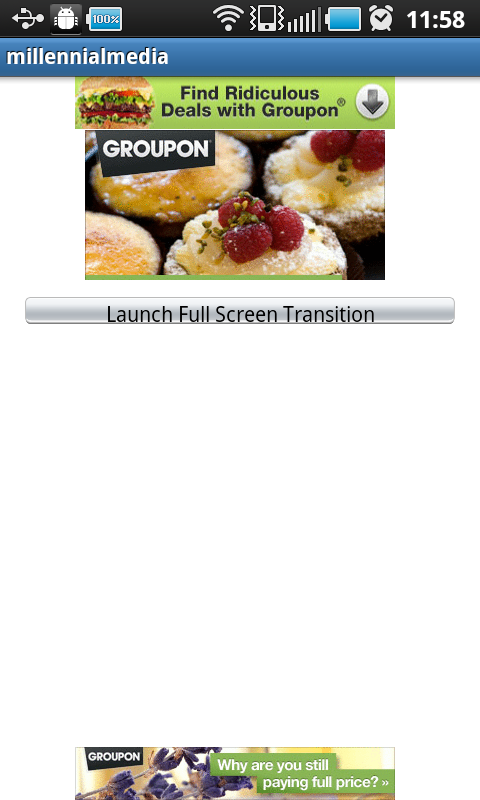 100%
11:58
millennialmedia
Find Ridiculous
Deals with Groupon®
GROUPON
Launch Full Screen Transition
GROUPON
Why are you still
paying full price? »